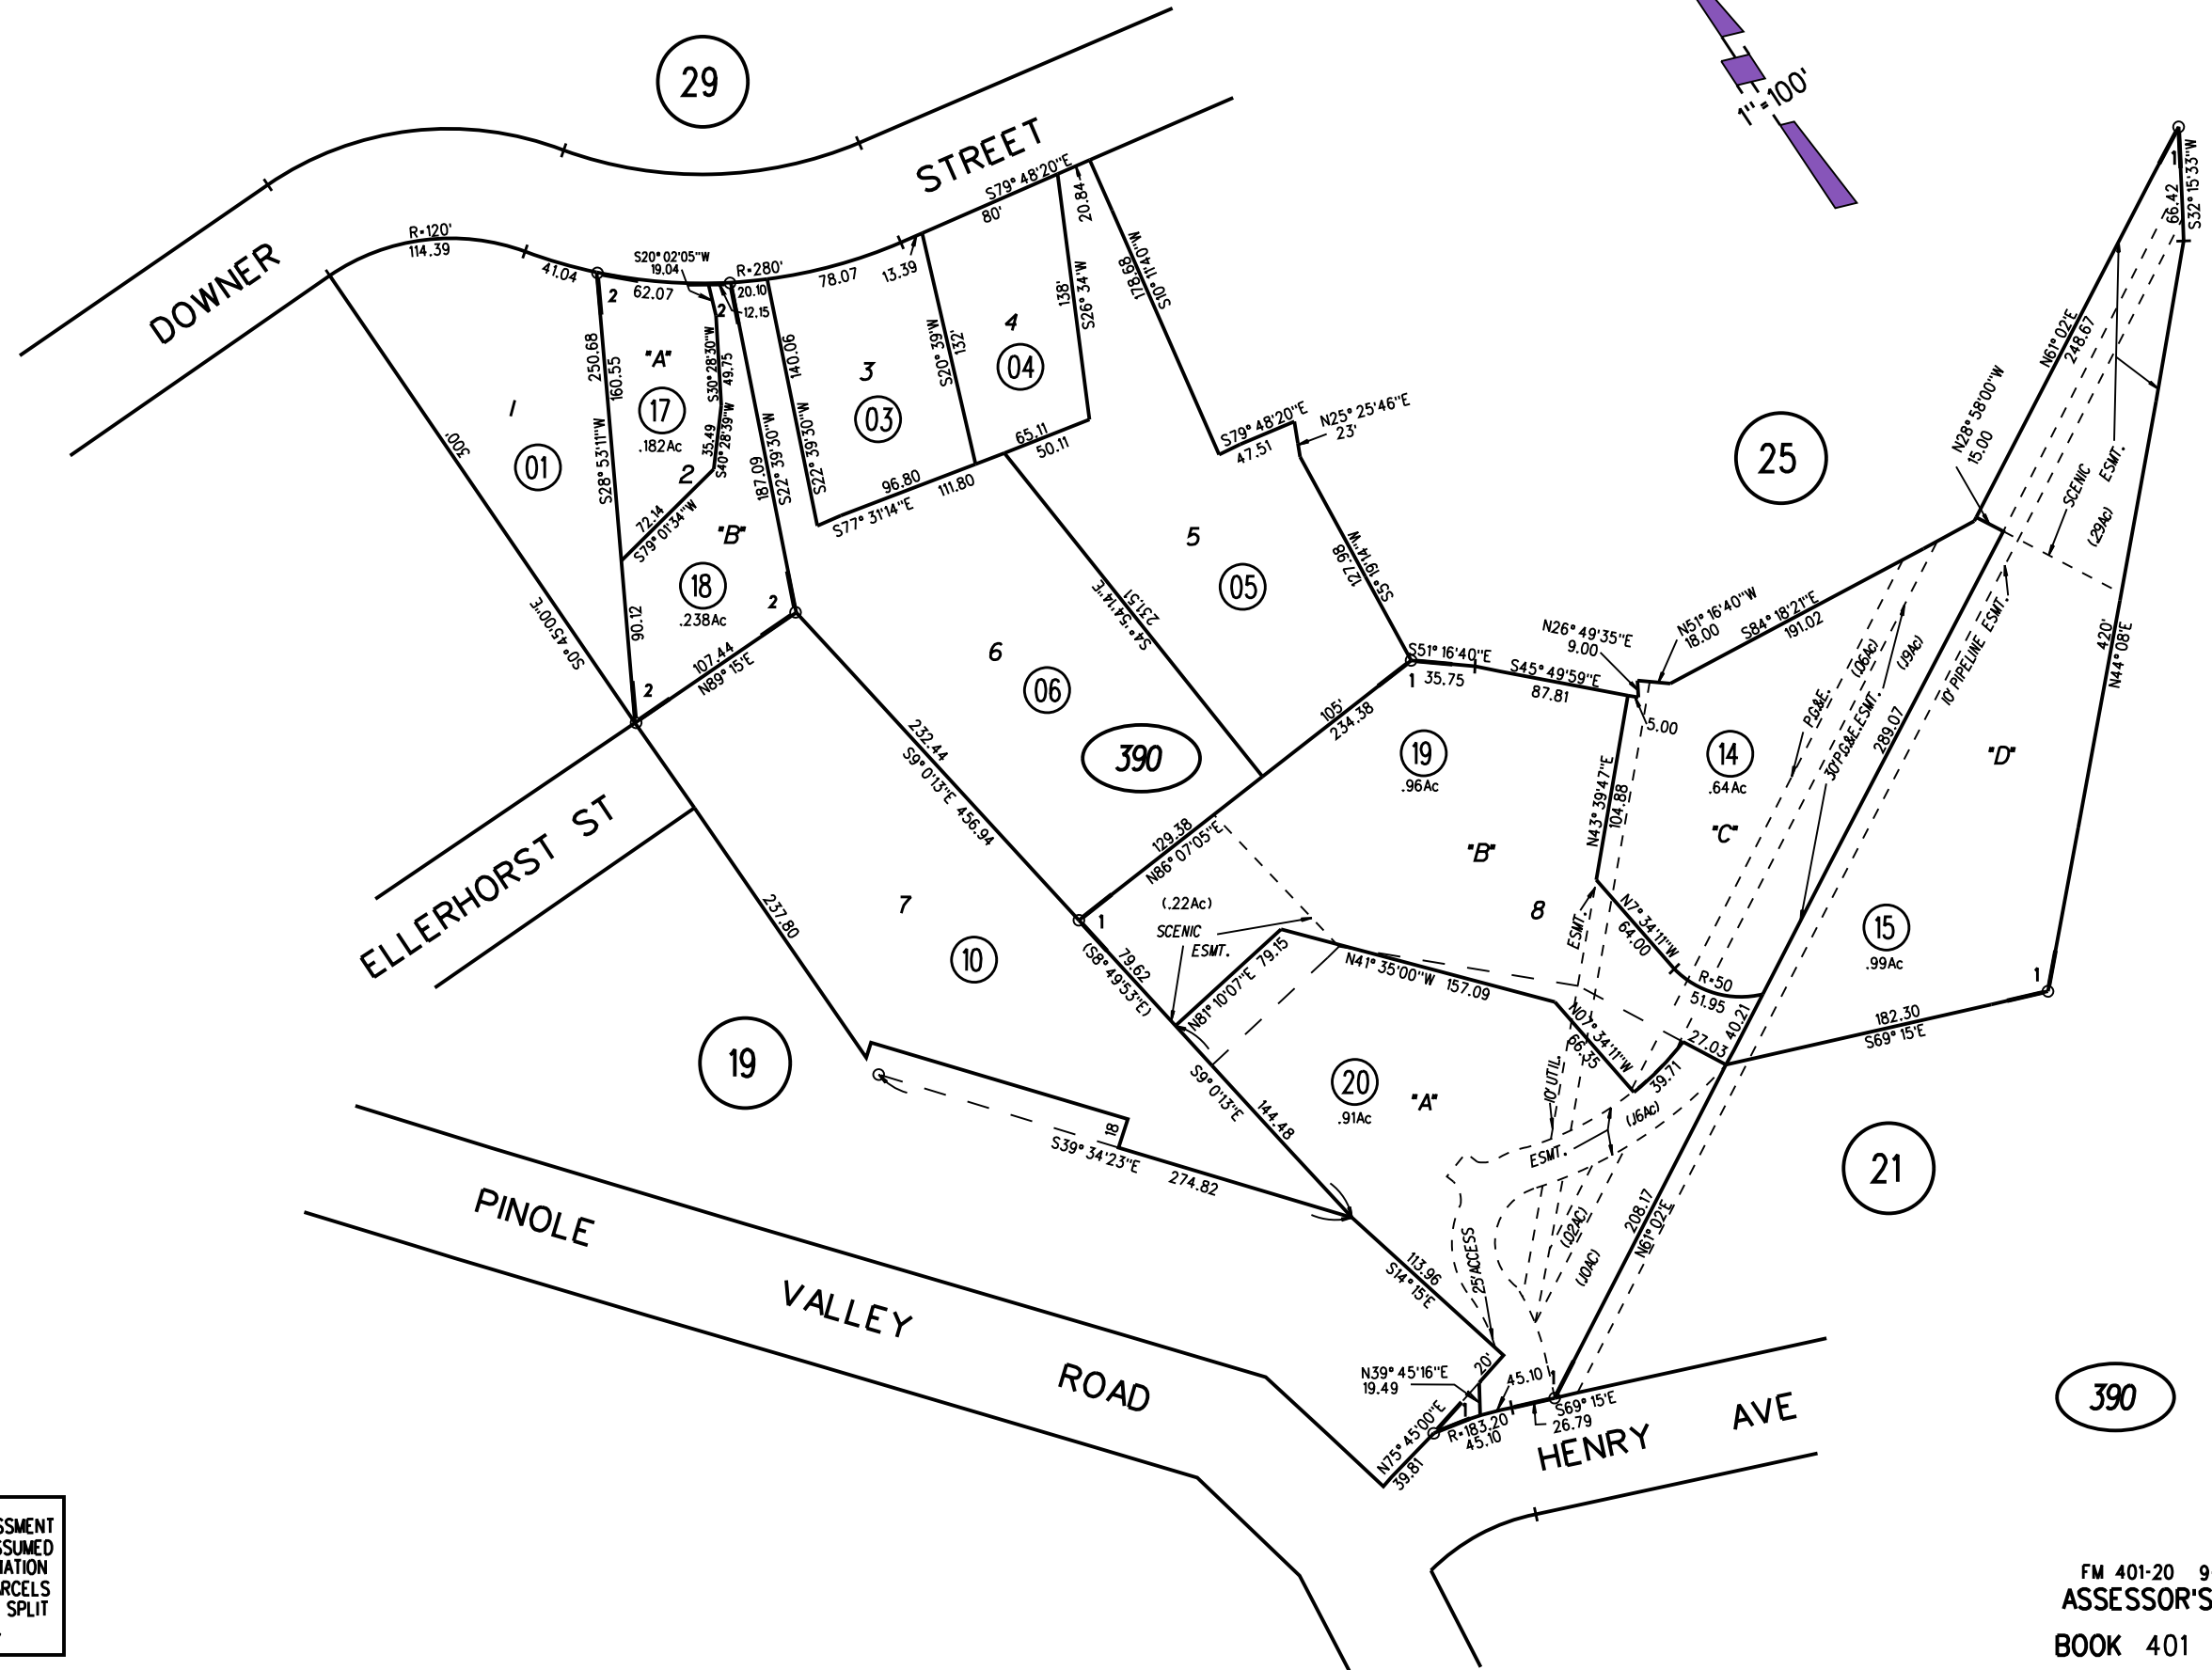 29
1"=100'
STREET
DOWNER
R=120'
114.39
41.04
S20° 02'05"W
19.04
62.07
R=280'
20.10
12.15
78.07
13.39
S79° 48'20"E
80'
20.84
2
2
250.68
160.55
S28° 53'11"W
"A"
17
.182Ac
S30° 28'30"W
49.75
35.49
S40° 28'39"W
2
72.14
S79° 01'34"W
"B"
18
.238Ac
90.12
2
2
107.44
N89° 15'E
187.09
S22° 39'30"W
140.06
S22° 39'30"W
3
03
S20° 39'W
132'
4
04
138'
S26° 34'W
65.11
50.11
96.80
111.80
S77° 31'14"E
178.68
S10° 11'40"W
S79° 48'20"E
47.51
N25° 25'46"E
23'
1
01
300'
S0° 45'00"E
5
05
127.98
S5° 19'14"W
231.51
S4° 54'14"E
6
06
390
232.44
S9° 0'13"E
456.94
105'
234.38
129.38
N86° 07'05"E
S51° 16'40"E
1
35.75
S45° 49'59"E
87.81
N26° 49'35"E
9.00
N51° 16'40"W
18.00
5.00
S84° 18'21"E
191.02
25
N28° 58'00"W
15.00
N61° 02'E
248.67
1
66.42
S32° 15'33"W
SCENIC
ESMT.
(.29Ac)
420'
N44° 08'E
10' PIPELINE ESMT.
P.G.&E.
(.06Ac)
(.19Ac)
30' P.G.&E. ESMT.
289.07
"D"
15
.99Ac
1
182.30
S69° 15'E
14
.64Ac
"C"
19
.96Ac
"B"
N43° 39'47"E
104.88
8
ESMT.
N7° 34'11"W
64.00
R=50
51.95
40.21
27.03
ELLERHORST ST
237.80
7
10
1
(.22Ac)
SCENIC
ESMT.
79.62
(S8° 49'53"E)
N81° 10'07"E 79.15
N41° 35'00"W 157.09
N07° 34'11"W
66.35
39.71
20
.91Ac
"A"
S9° 0'13"E
144.48
10' UTIL.
(.16Ac)
ESMT.
25' ACCESS
(.02AC)
(.10AC)
208.17
N61° 02'E
21
19
18
S39° 34'23"E
274.82
PINOLE
VALLEY
ROAD
113.96
S14° 15'E
20'
N39° 45'16"E
19.49
45.10
1
1
S69° 15'E
26.79
R=183.20
45.10
N75° 45'00"E
39.81
HENRY AVE
390
SSMENT
SSUMED
RCELS
SPLIT
FM 401-20 9
ASSESSOR'S
BOOK 401